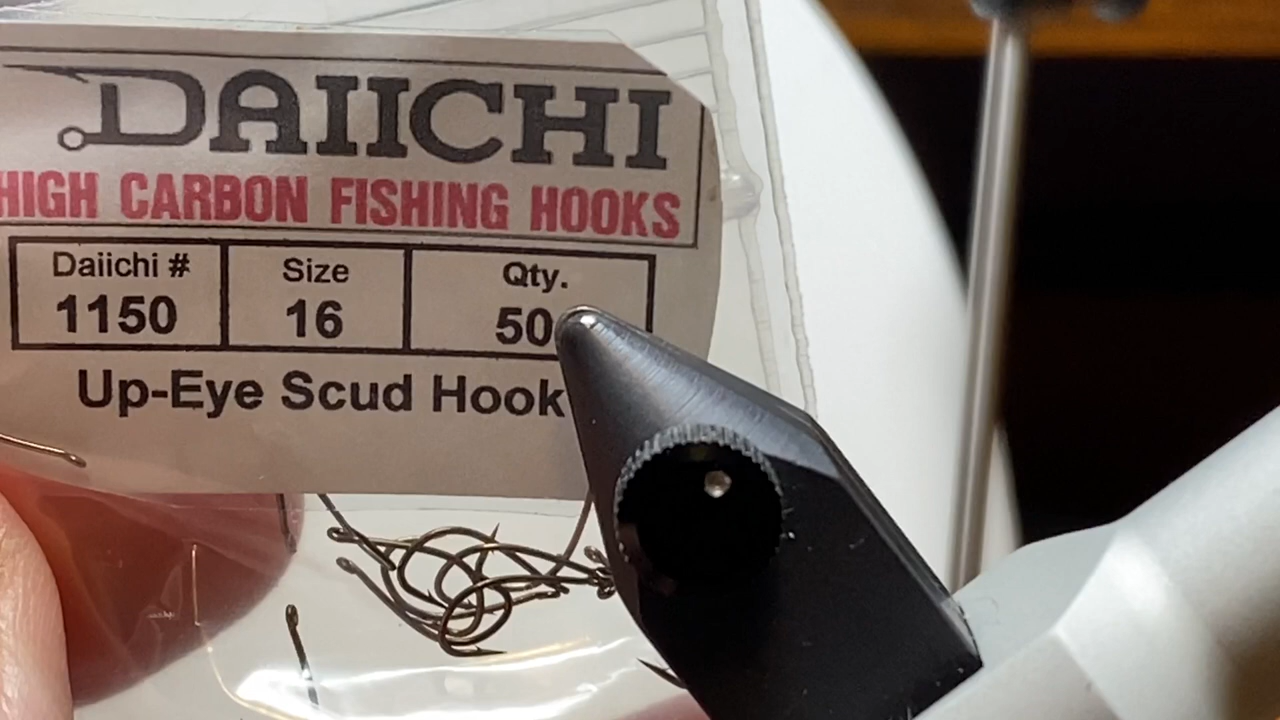 DAIICHI
HIGH CARBON FISHING HOOKS
Daiichi # Size Qty.
1150 16 50
Up-Eye Scud Hook